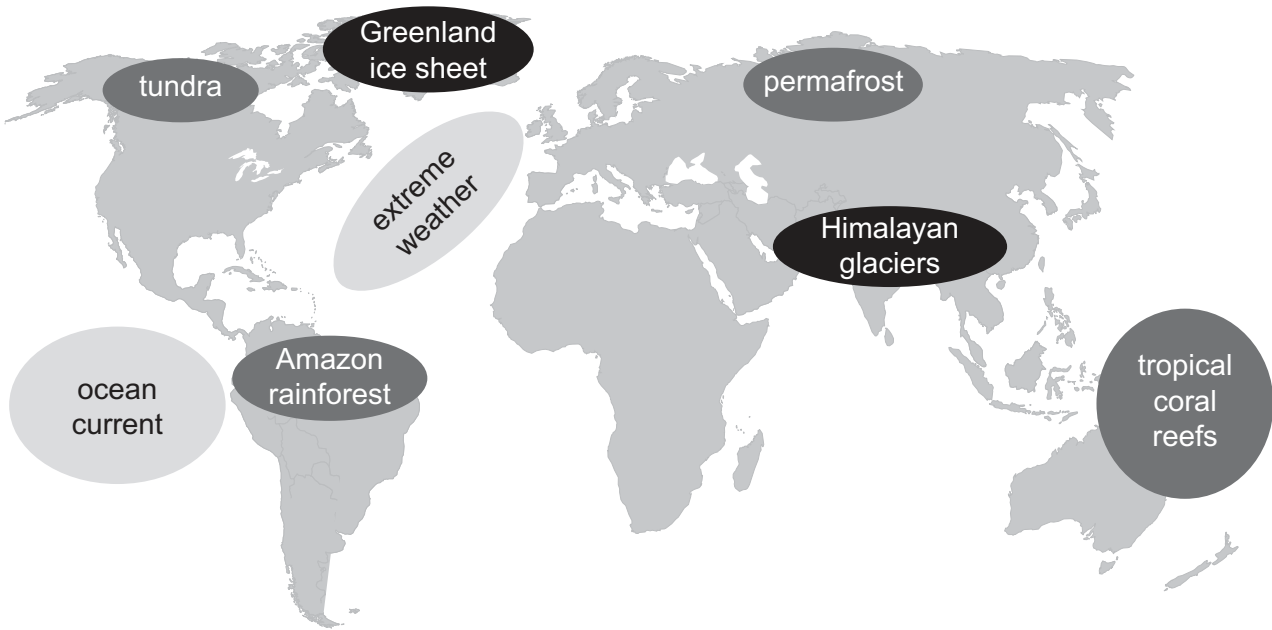 Greenland
ice sheet
tundra
permafrost
extreme
weather
Himalayan
glaciers
Amazon
rainforest
ocean
current
tropical
coral
reefs